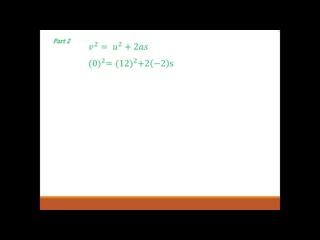 Part 2
v² = u² + 2as
(0)²= (12)²+2(−2)s